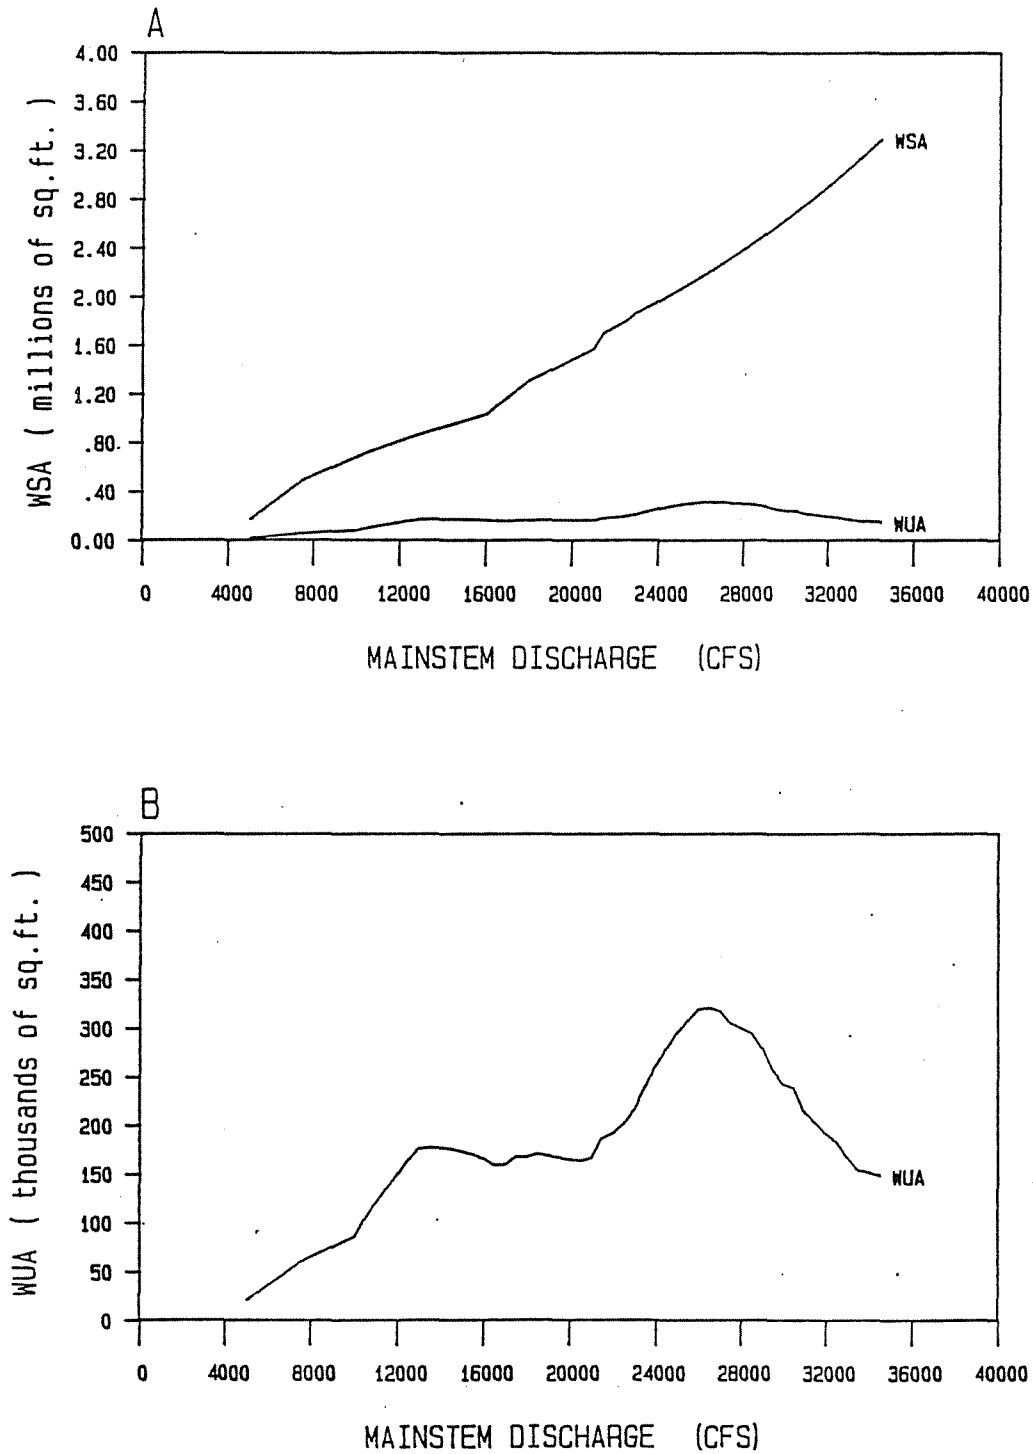 A
WSA ( millions of sq.ft. )
4.00
3.60
3.20
2.80
2.40
2.00
1.60
1.20
.80
.40
0.00
WSA
WUA
0 4000 8000 12000 16000 20000 24000 28000 32000 36000 40000
MAINSTEM DISCHARGE (CFS)
B
WUA ( thousands of sq.ft. )
500
450
400
350
300
250
200
150
100
50
0
WUA
0 4000 8000 12000 16000 20000 24000 28000 32000 36000 40000
MAINSTEM DISCHARGE (CFS)